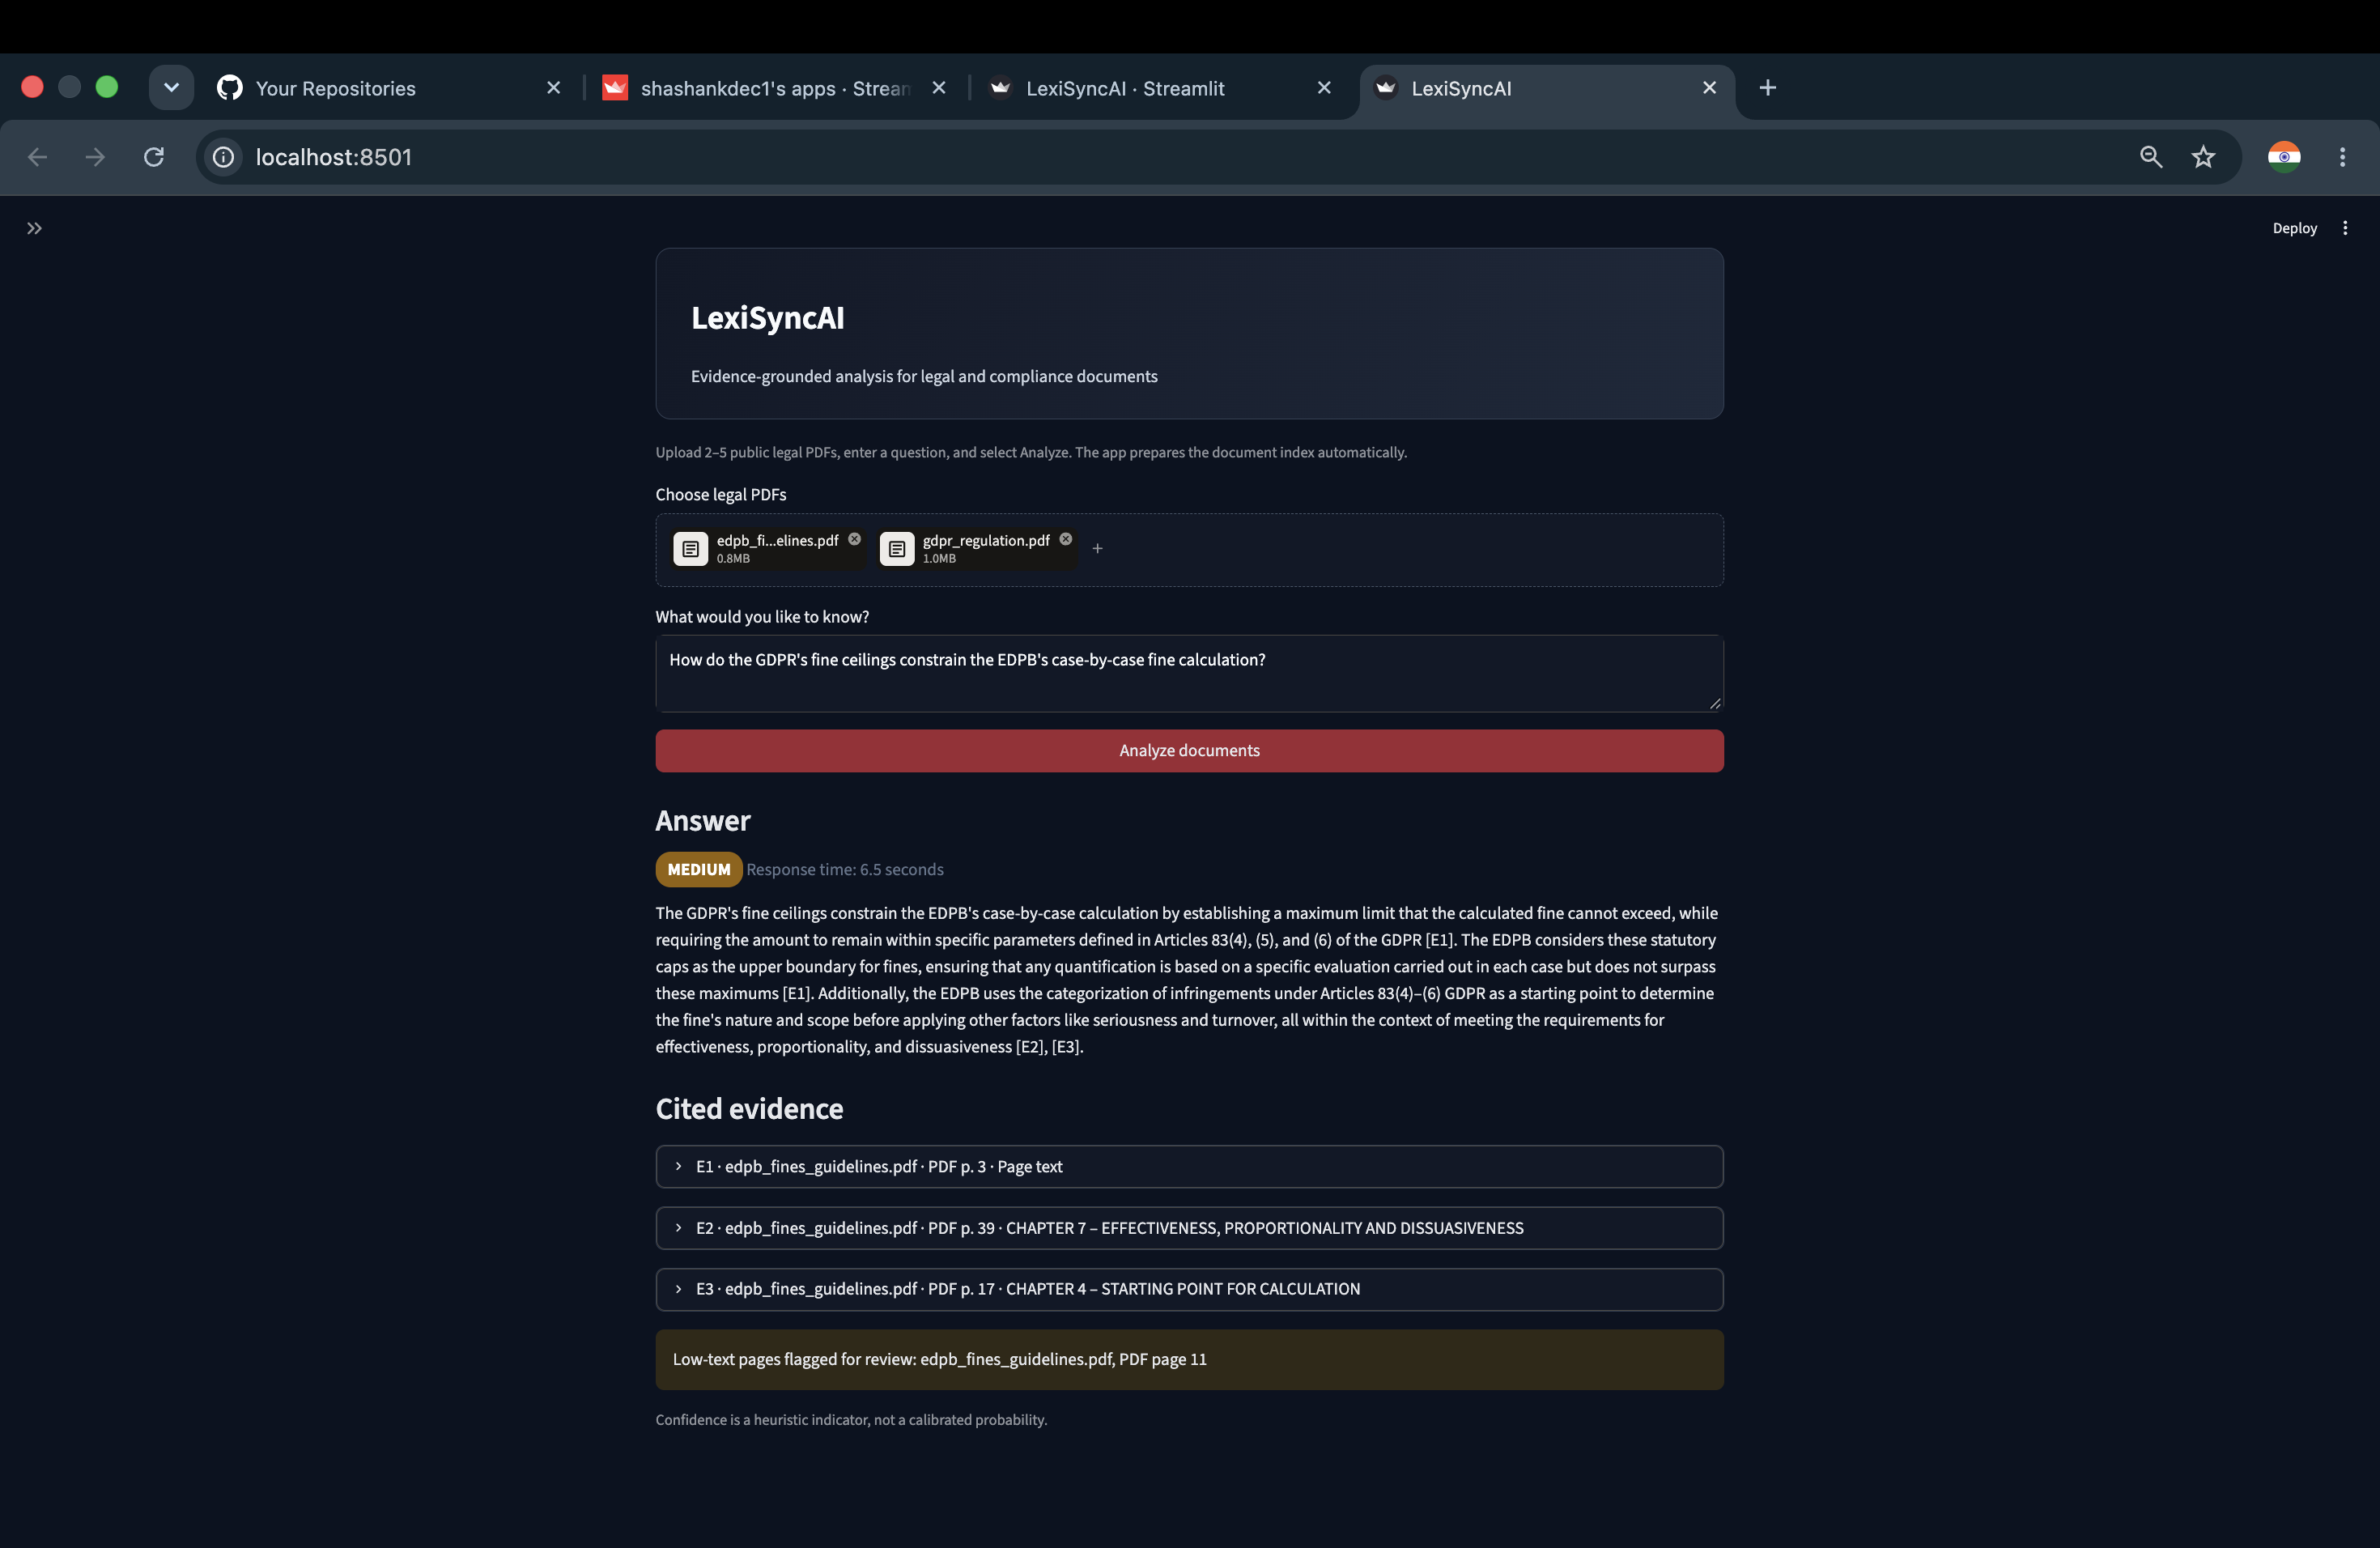 Your Repositories
shashankdec1's apps · Stream
LexiSyncAI · Streamlit
LexiSyncAI
localhost:8501
Deploy
LexiSyncAI
Evidence-grounded analysis for legal and compliance documents
Upload 2–5 public legal PDFs, enter a question, and select Analyze. The app prepares the document index automatically.
Choose legal PDFs
edpb_fi...elines.pdf
0.8MB
gdpr_regulation.pdf
1.0MB
What would you like to know?
How do the GDPR's fine ceilings constrain the EDPB's case-by-case fine calculation?
Analyze documents
Answer
MEDIUM Response time: 6.5 seconds
The GDPR's fine ceilings constrain the EDPB's case-by-case calculation by establishing a maximum limit that the calculated fine cannot exceed, while
requiring the amount to remain within specific parameters defined in Articles 83(4), (5), and (6) of the GDPR [E1]. The EDPB considers these statutory
caps as the upper boundary for fines, ensuring that any quantification is based on a specific evaluation carried out in each case but does not surpass
these maximums [E1]. Additionally, the EDPB uses the categorization of infringements under Articles 83(4)–(6) GDPR as a starting point to determine
the fine's nature and scope before applying other factors like seriousness and turnover, all within the context of meeting the requirements for
effectiveness, proportionality, and dissuasiveness [E2], [E3].
Cited evidence
E1 · edpb_fines_guidelines.pdf · PDF p. 3 · Page text
E2 · edpb_fines_guidelines.pdf · PDF p. 39 · CHAPTER 7 – EFFECTIVENESS, PROPORTIONALITY AND DISSUASIVENESS
E3 · edpb_fines_guidelines.pdf · PDF p. 17 · CHAPTER 4 – STARTING POINT FOR CALCULATION
Low-text pages flagged for review: edpb_fines_guidelines.pdf, PDF page 11
Confidence is a heuristic indicator, not a calibrated probability.